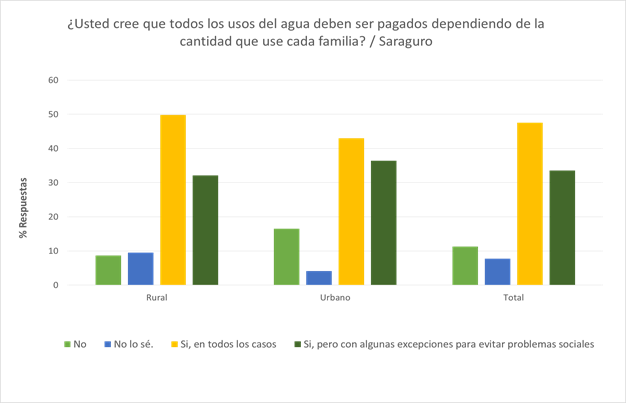 ¿Usted cree que todos los usos del agua deben ser pagados dependiendo de la
cantidad que use cada familia? / Saraguro
60
50
40
30
20
10
0
% Respuestas
Rural
Urbano
Total
No
No lo sé.
Si, en todos los casos
Si, pero con algunas excepciones para evitar problemas sociales